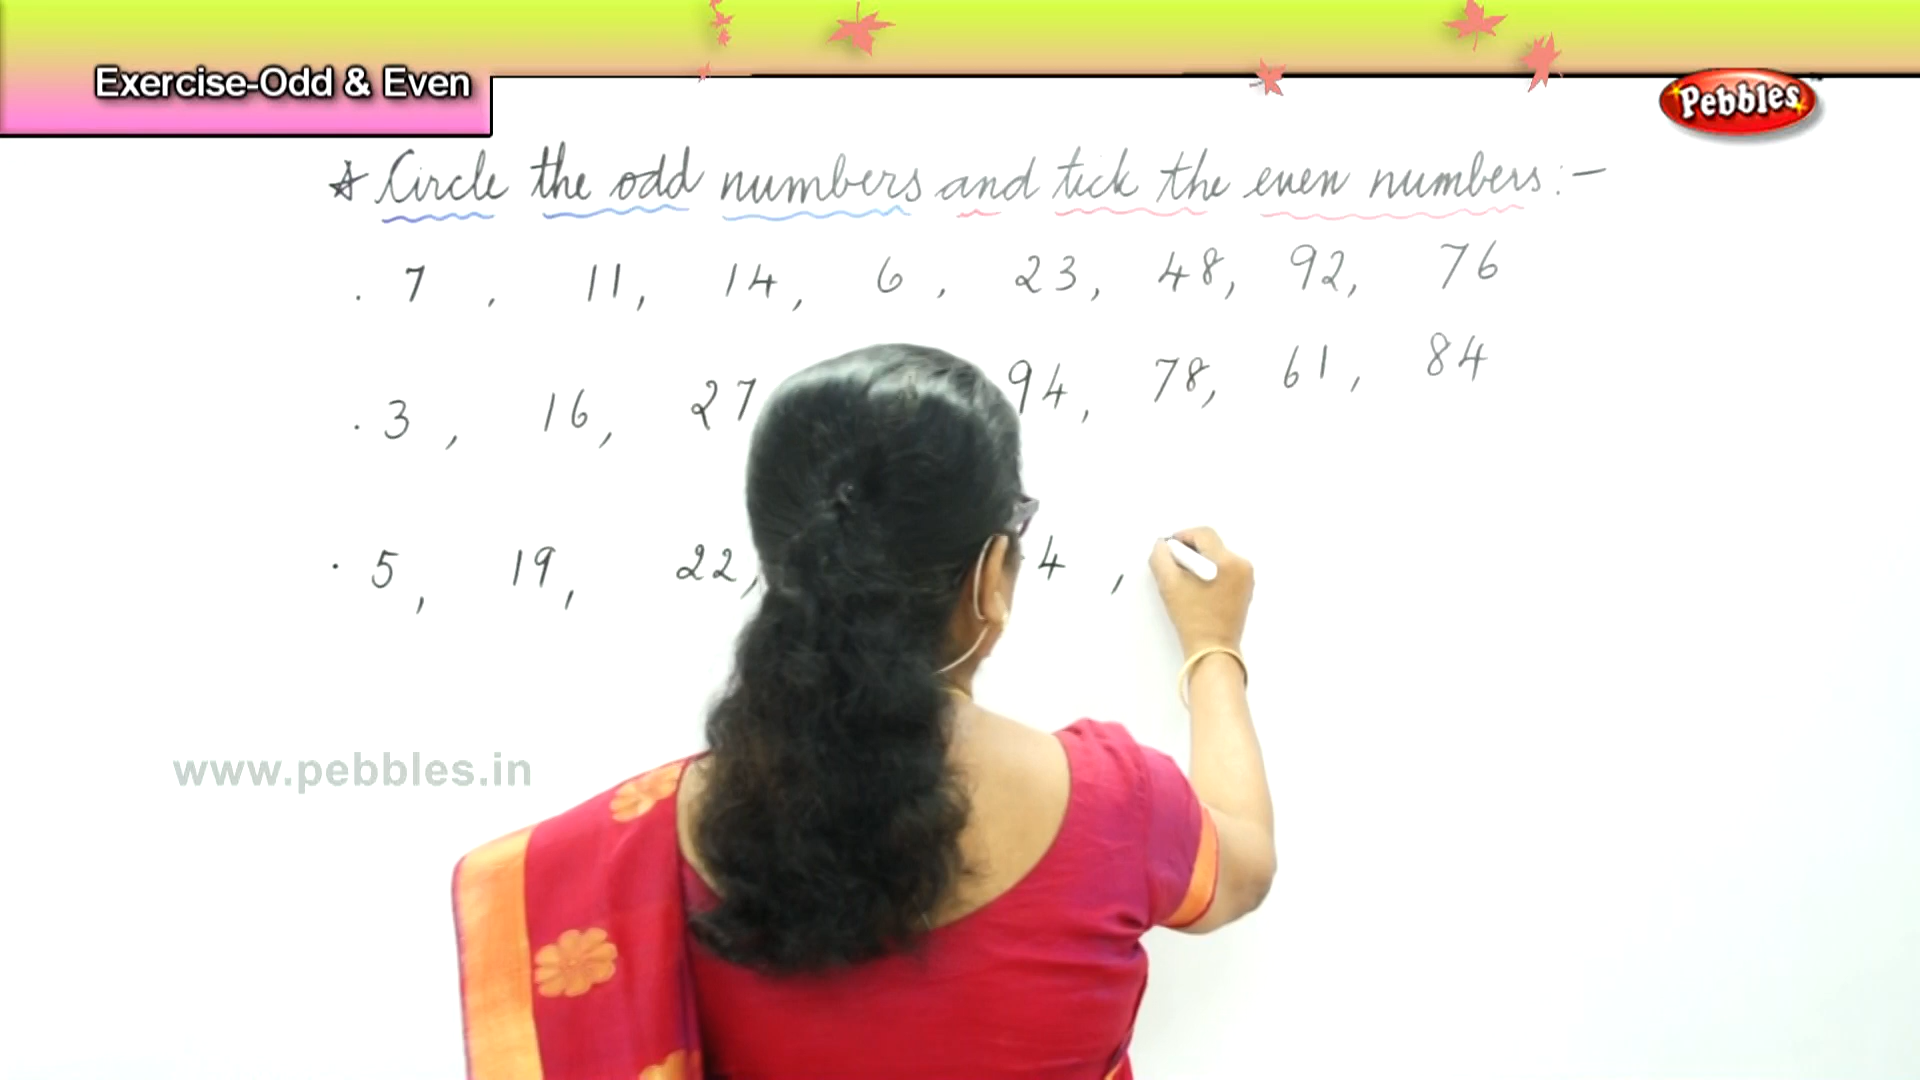 Exercise-Odd & Even
Pebbles
☆ Circle the odd numbers and tick the even numbers :-
. 7 , 11, 14, 6 , 23, 48, 92, 76
. 3 , 16, 27 94, 78, 61, 84
. 5, 19, 22, 4 ,
www.pebbles.in